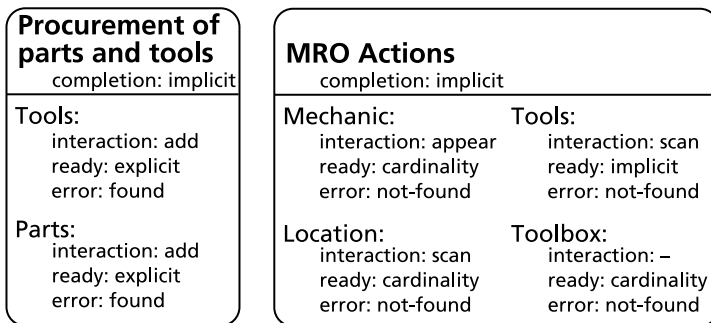 Procurement of
parts and tools
completion: implicit
Tools:
interaction: add
ready: explicit
error: found
Parts:
interaction: add
ready: explicit
error: found
MRO Actions
completion: implicit
Mechanic:
interaction: appear
ready: cardinality
error: not-found
Tools:
interaction: scan
ready: implicit
error: not-found
Location:
interaction: scan
ready: cardinality
error: not-found
Toolbox:
interaction: –
ready: cardinality
error: not-found